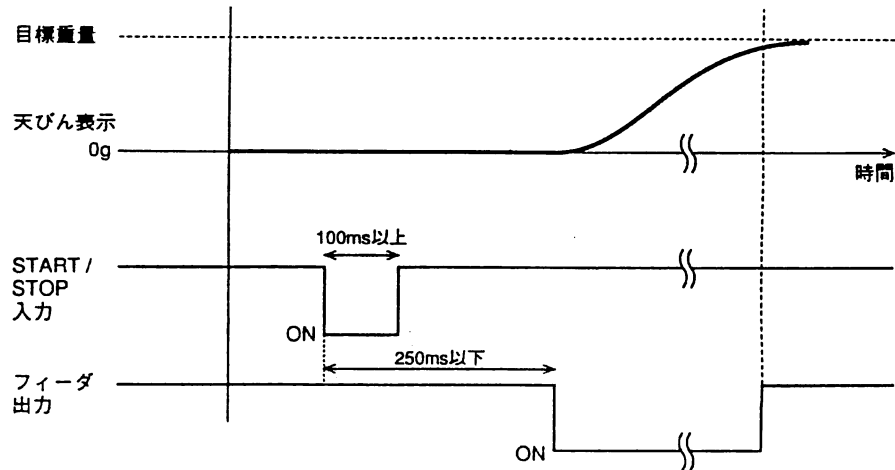 目標重量
天びん表示
0g
時間
100ms以上
START /
STOP
入力
ON
250ms以下
フィーダ
出力
ON